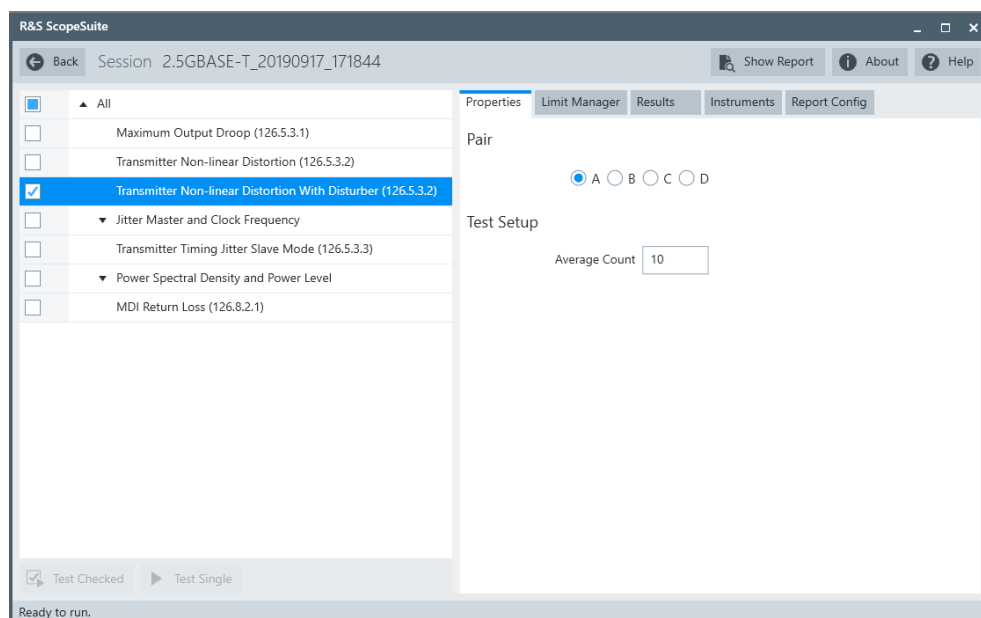 R&S ScopeSuite
Back Session 2.5GBASE-T_20190917_171844 Show Report About Help
All
Maximum Output Droop (126.5.3.1)
Transmitter Non-linear Distortion (126.5.3.2)
Transmitter Non-linear Distortion With Disturber (126.5.3.2)
Jitter Master and Clock Frequency
Transmitter Timing Jitter Slave Mode (126.5.3.3)
Power Spectral Density and Power Level
MDI Return Loss (126.8.2.1)
Properties Limit Manager Results Instruments Report Config
Pair
A B C D
Test Setup
Average Count 10
Test Checked Test Single
Ready to run.